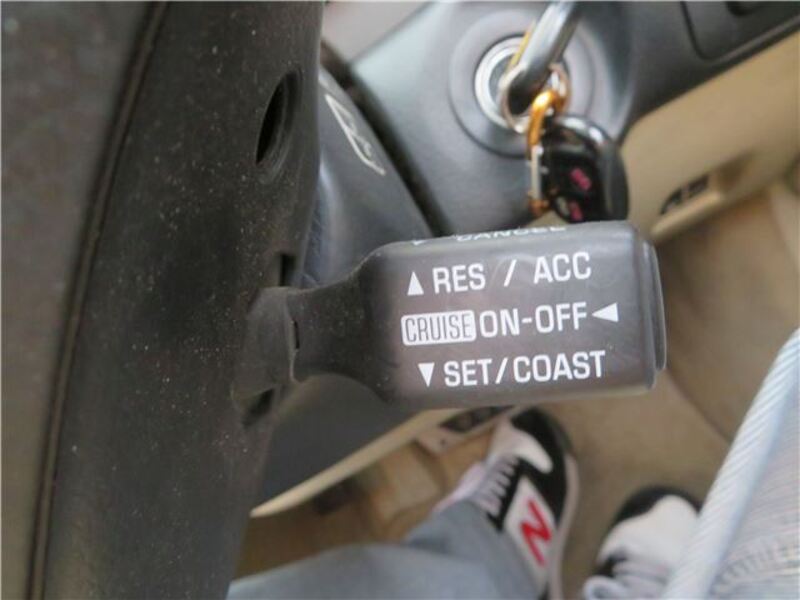 CANCEL
▲ RES / ACC
CRUISE ON-OFF ◀
▼ SET/COAST
N